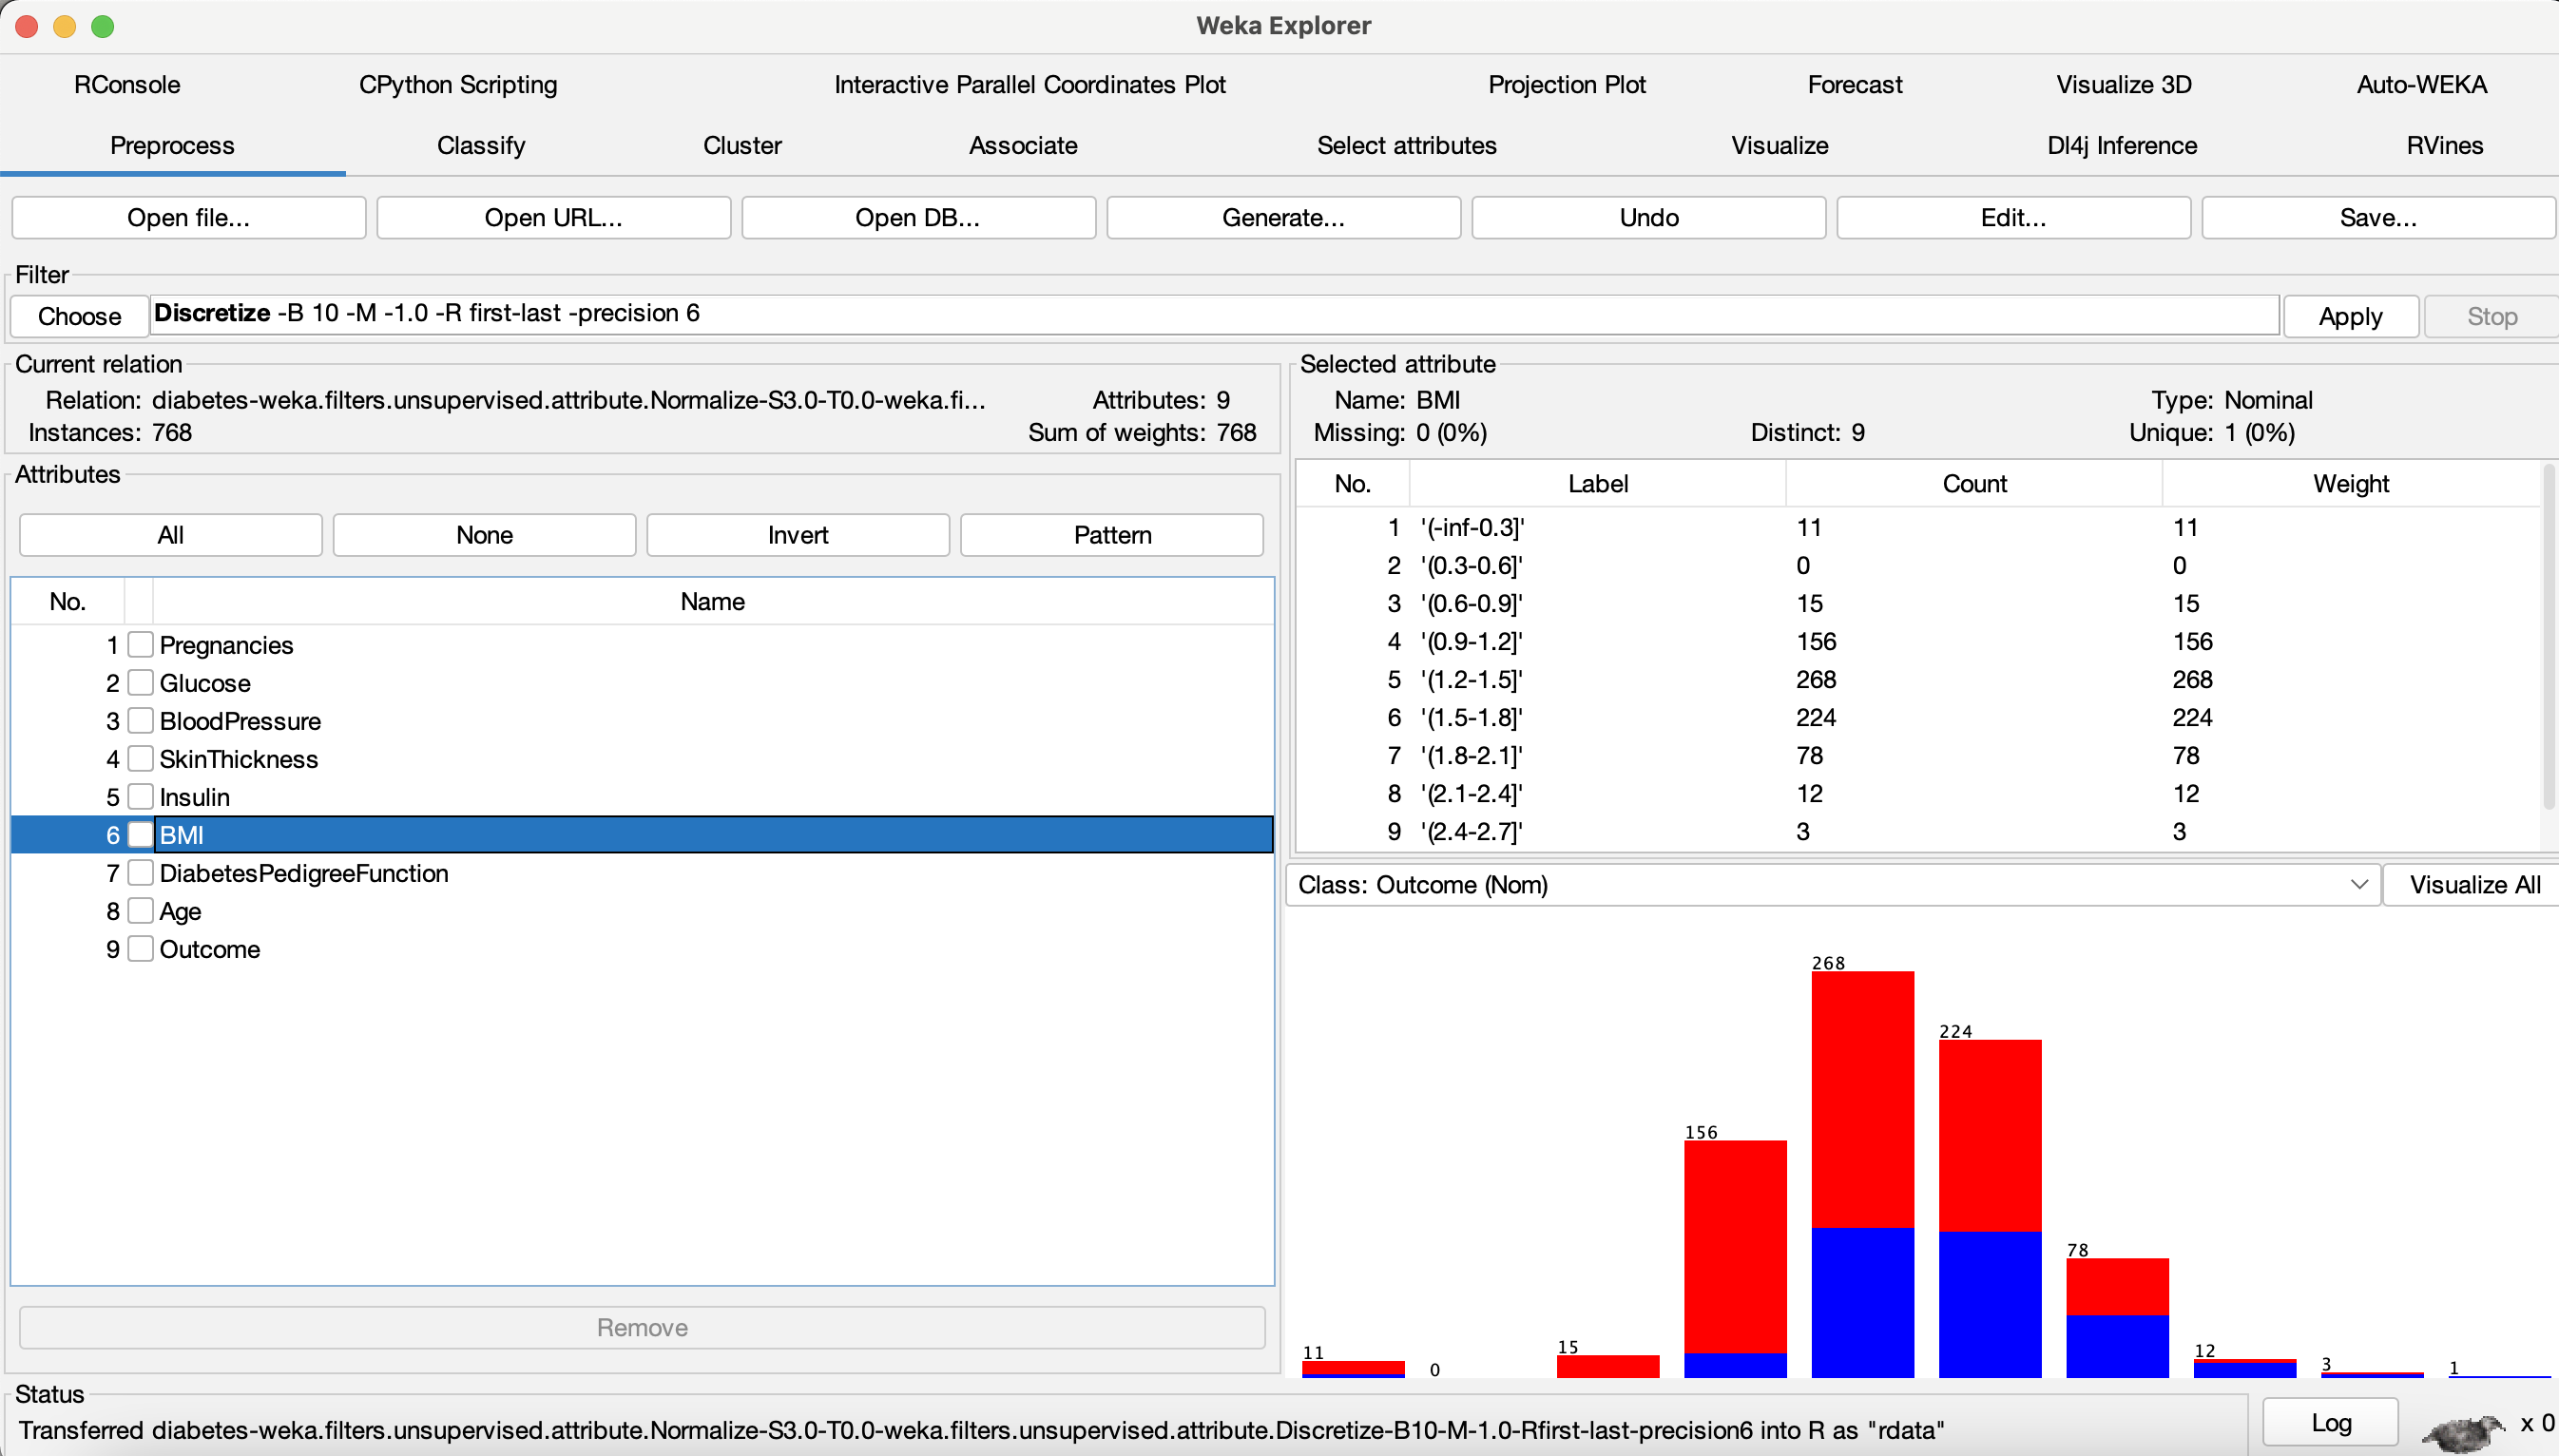 Weka Explorer
RConsole CPython Scripting Interactive Parallel Coordinates Plot Projection Plot Forecast Visualize 3D Auto-WEKA
Preprocess Classify Cluster Associate Select attributes Visualize Dl4j Inference RVines
Open file... Open URL... Open DB... Generate... Undo Edit... Save...
Filter
Choose Discretize -B 10 -M -1.0 -R first-last -precision 6 Apply Stop
Current relation
Relation: diabetes-weka.filters.unsupervised.attribute.Normalize-S3.0-T0.0-weka.fi... Attributes: 9
Instances: 768 Sum of weights: 768
Attributes
All None Invert Pattern
No. Name
1 Pregnancies
2 Glucose
3 BloodPressure
4 SkinThickness
5 Insulin
6 BMI
7 DiabetesPedigreeFunction
8 Age
9 Outcome
Remove
Selected attribute
Name: BMI Type: Nominal
Missing: 0 (0%) Distinct: 9 Unique: 1 (0%)
No. Label Count Weight
1 '(-inf-0.3]' 11 11
2 '(0.3-0.6]' 0 0
3 '(0.6-0.9]' 15 15
4 '(0.9-1.2]' 156 156
5 '(1.2-1.5]' 268 268
6 '(1.5-1.8]' 224 224
7 '(1.8-2.1]' 78 78
8 '(2.1-2.4]' 12 12
9 '(2.4-2.7]' 3 3
Class: Outcome (Nom) Visualize All
11 0 15 156 268 224 78 12 3 1
Status
Transferred diabetes-weka.filters.unsupervised.attribute.Normalize-S3.0-T0.0-weka.filters.unsupervised.attribute.Discretize-B10-M-1.0-Rfirst-last-precision6 into R as "rdata"
Log x 0